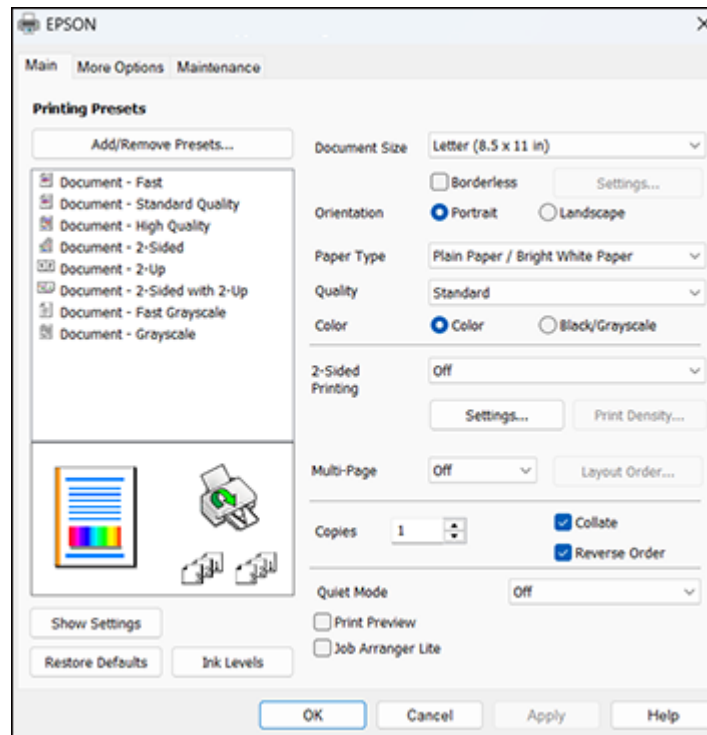 EPSON
Main More Options Maintenance
Printing Presets
Add/Remove Presets...
Document - Fast
Document - Standard Quality
Document - High Quality
Document - 2-Sided
Document - 2-Up
Document - 2-Sided with 2-Up
Document - Fast Grayscale
Document - Grayscale
Show Settings
Restore Defaults Ink Levels
Document Size Letter (8.5 x 11 in)
Borderless Settings...
Orientation Portrait Landscape
Paper Type Plain Paper / Bright White Paper
Quality Standard
Color Color Black/Grayscale
2-Sided Off
Printing
Settings... Print Density...
Multi-Page Off Layout Order...
Copies 1 Collate
Reverse Order
Quiet Mode Off
Print Preview
Job Arranger Lite
OK Cancel Apply Help